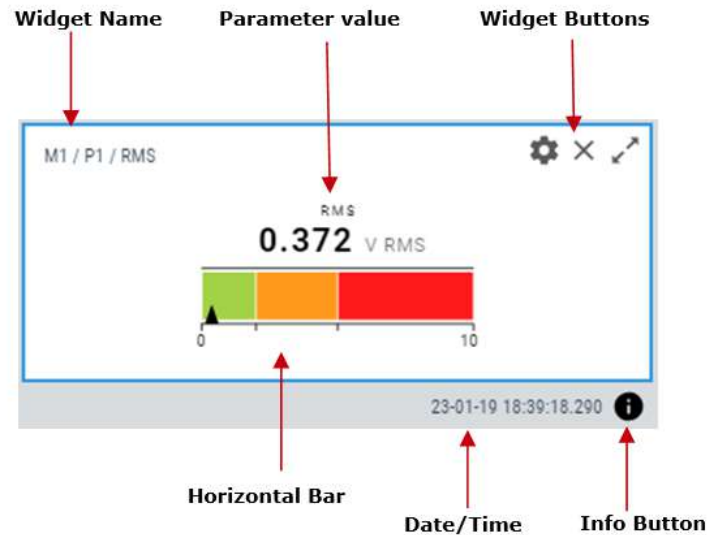 Widget Name
Parameter value
Widget Buttons
M1 / P1 / RMS
RMS
0.372 V RMS
0
10
23-01-19 18:39:18.290
Horizontal Bar
Date/Time
Info Button